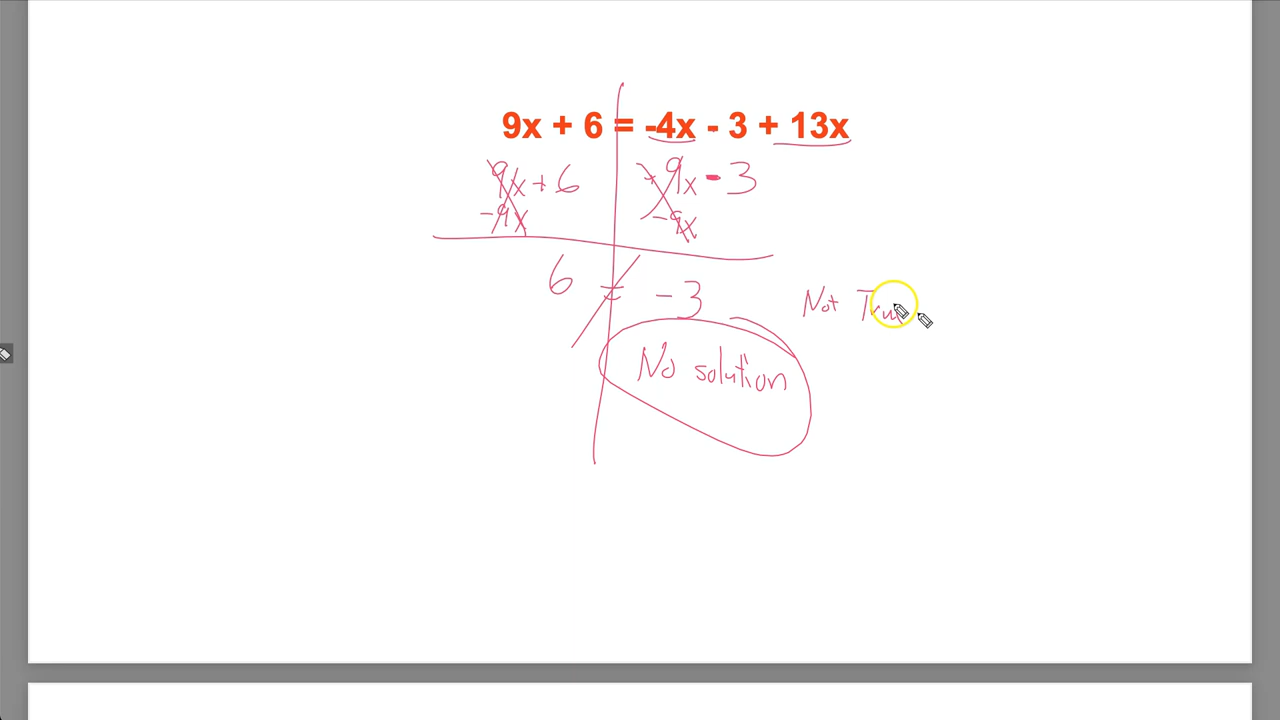 9x + 6 = -4x - 3 + 13x
9x + 6 9x - 3
-9x -9x
6 ≠ -3
Not True
No solution